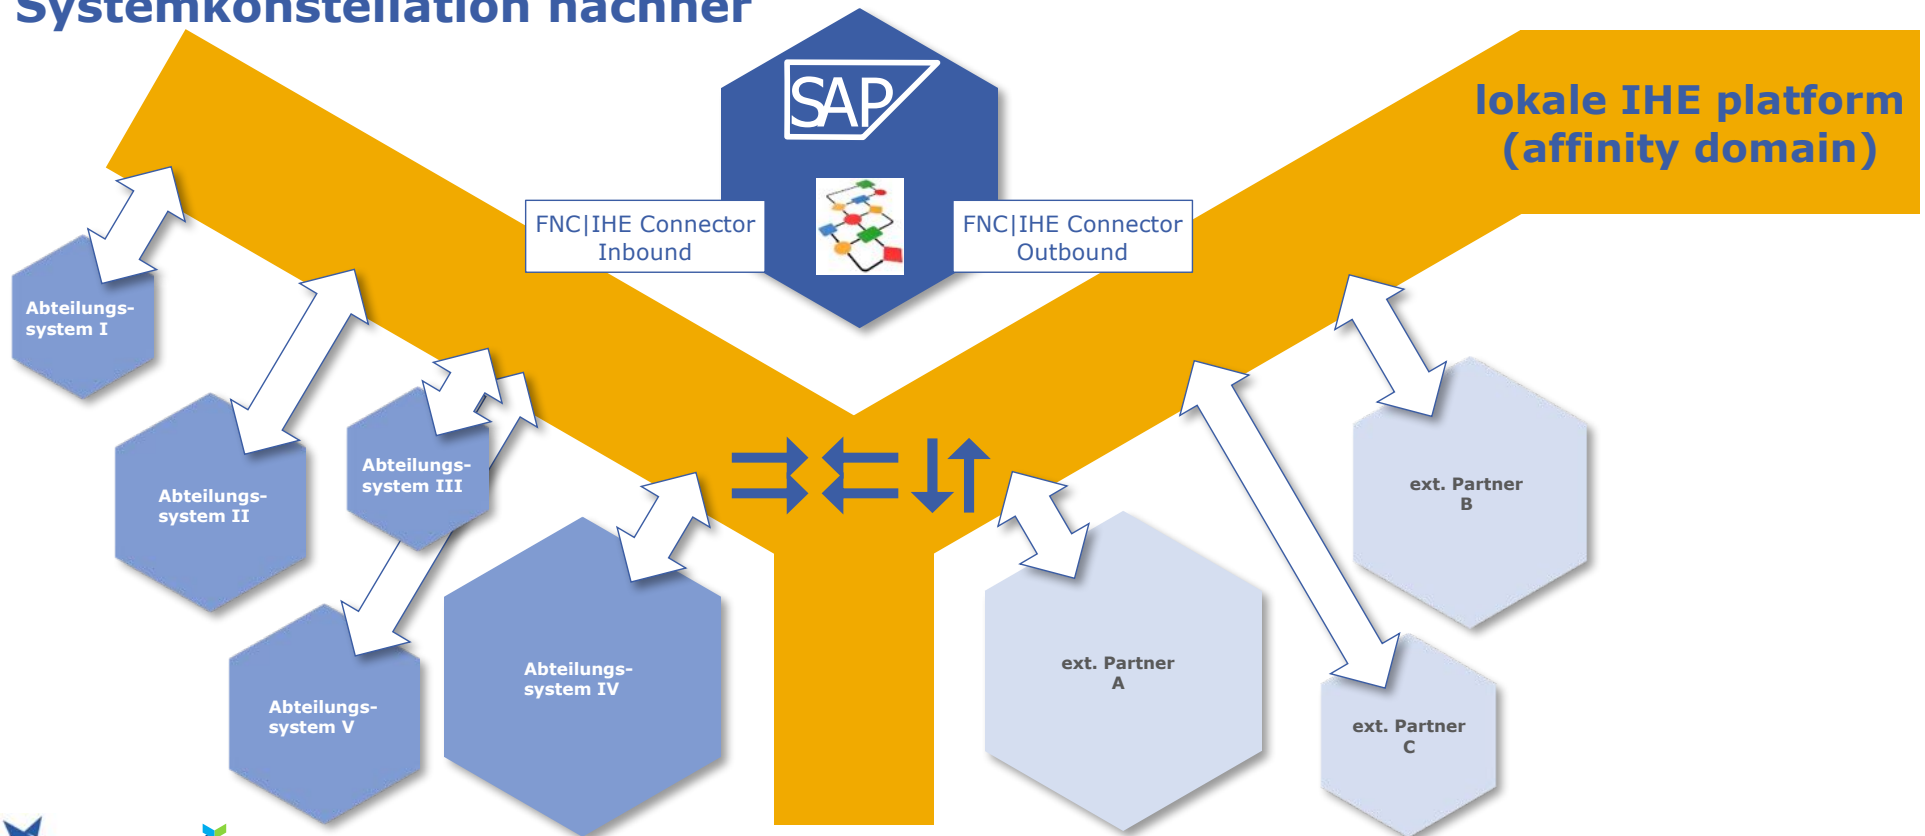 Systemkonstellation nachher
SAP
lokale IHE platform
(affinity domain)
FNC|IHE Connector
Inbound
FNC|IHE Connector
Outbound
Abteilungs-
system I
Abteilungs-
system II
Abteilungs-
system III
Abteilungs-
system IV
Abteilungs-
system V
ext. Partner
A
ext. Partner
B
ext. Partner
C